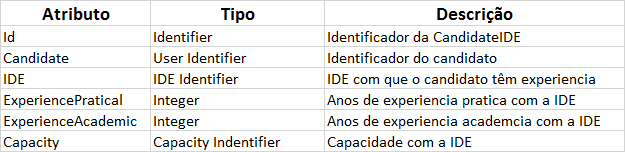 Atributo Tipo Descrição
Id Identifier Identificador da CandidateIDE
Candidate User Identifier Identificador do candidato
IDE IDE Identifier IDE com que o candidato têm experiencia
ExperiencePratical Integer Anos de experiencia pratica com a IDE
ExperienceAcademic Integer Anos de experiencia academcia com a IDE
Capacity Capacity Indentifier Capacidade com a IDE